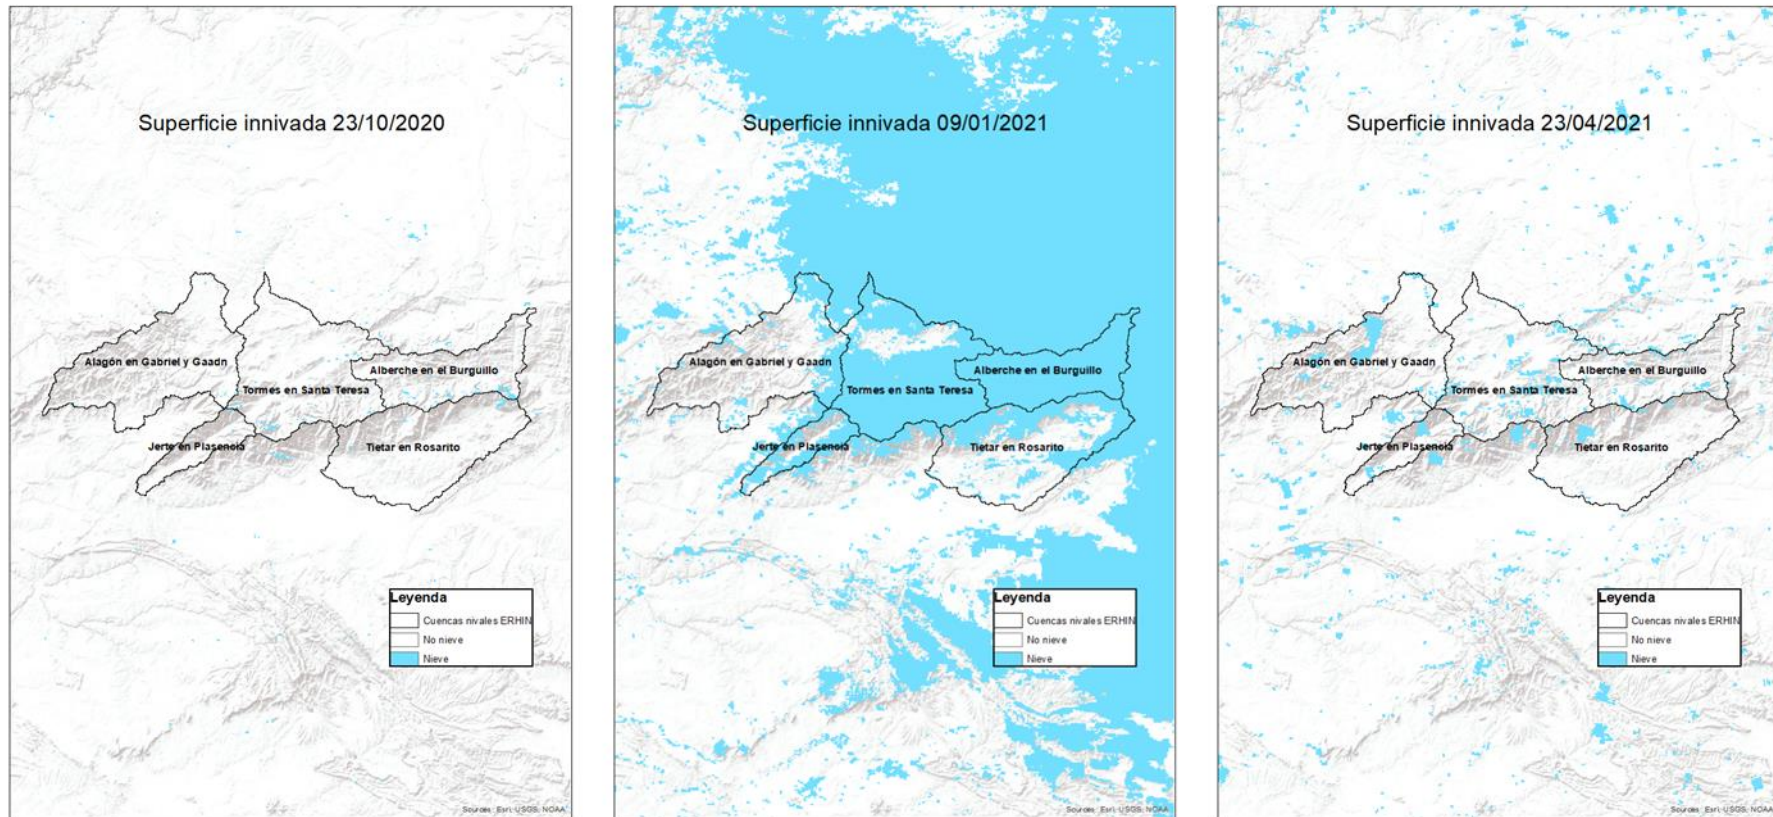 Superficie innivada 23/10/2020
Alagón en Gabriel y Gaadn
Alberche en el Burguillo
Tormes en Santa Teresa
Jerte en Plasencia
Tietar en Rosarito
Leyenda
Cuencas nivales ERHIN
No nieve
Nieve
Sources: Esri, USGS, NOAA
Superficie innivada 09/01/2021
Alagón en Gabriel y Gaadn
Alberche en el Burguillo
Tormes en Santa Teresa
Jerte en Plasencia
Tietar en Rosarito
Leyenda
Cuencas nivales ERHIN
No nieve
Nieve
Sources: Esri, USGS, NOAA
Superficie innivada 23/04/2021
Alagón en Gabriel y Gaadn
Alberche en el Burguillo
Tormes en Santa Teresa
Jerte en Plasencia
Tietar en Rosarito
Leyenda
Cuencas nivales ERHIN
No nieve
Nieve
Sources: Esri, USGS, NOAA